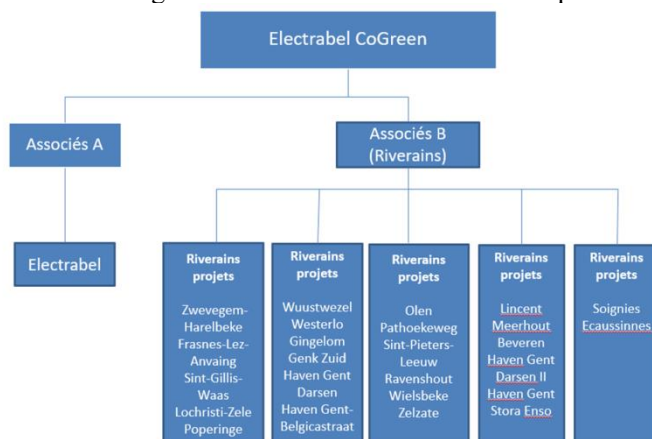 Electrabel CoGreen
Associés A
Associés B
(Riverains)
Electrabel
Riverains
projets
Zwevegem-
Harelbeke
Frasnes-Lez-
Anvaing
Sint-Gillis-
Waas
Lochristi-Zele
Poperinge
Riverains
projets
Wuustwezel
Westerlo
Gingelom
Genk Zuid
Haven Gent
Darsen
Haven Gent-
Belgicastraat
Riverains
projets
Olen
Pathoekeweg
Sint-Pieters-
Leeuw
Ravenshout
Wielsbeke
Zelzate
Riverains
projets
Lincent
Meerhout
Beveren
Haven Gent
Darsen II
Haven Gent
Stora Enso
Riverains
projets
Soignies
Ecaussinnes